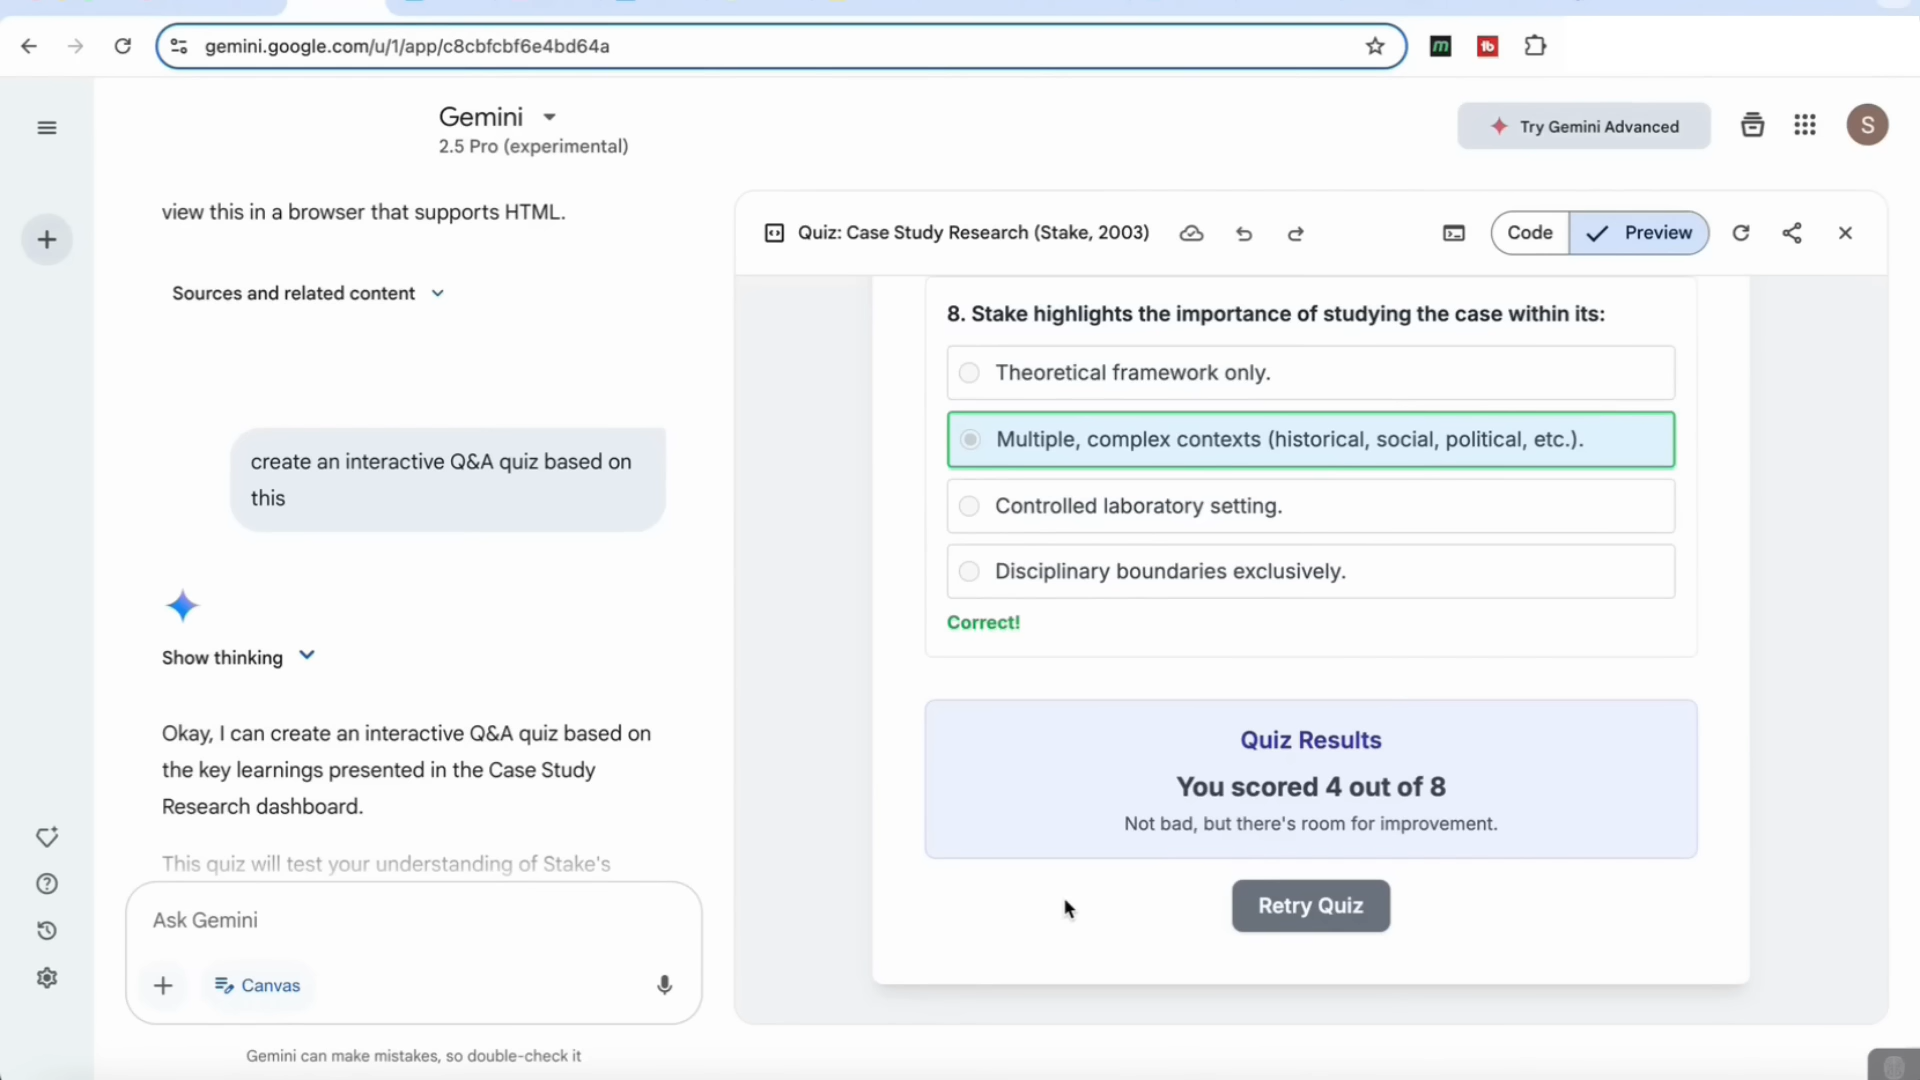 gemini.google.com/u/1/app/c8cbfcbf6e4bd64a
Gemini
2.5 Pro (experimental)
Try Gemini Advanced
S
view this in a browser that supports HTML.
Sources and related content
create an interactive Q&A quiz based on
this
Show thinking
Okay, I can create an interactive Q&A quiz based on
the key learnings presented in the Case Study
Research dashboard.
This quiz will test your understanding of Stake's
Ask Gemini
Canvas
Gemini can make mistakes, so double-check it
Quiz: Case Study Research (Stake, 2003)
Code
Preview
8. Stake highlights the importance of studying the case within its:
Theoretical framework only.
Multiple, complex contexts (historical, social, political, etc.).
Controlled laboratory setting.
Disciplinary boundaries exclusively.
Correct!
Quiz Results
You scored 4 out of 8
Not bad, but there's room for improvement.
Retry Quiz